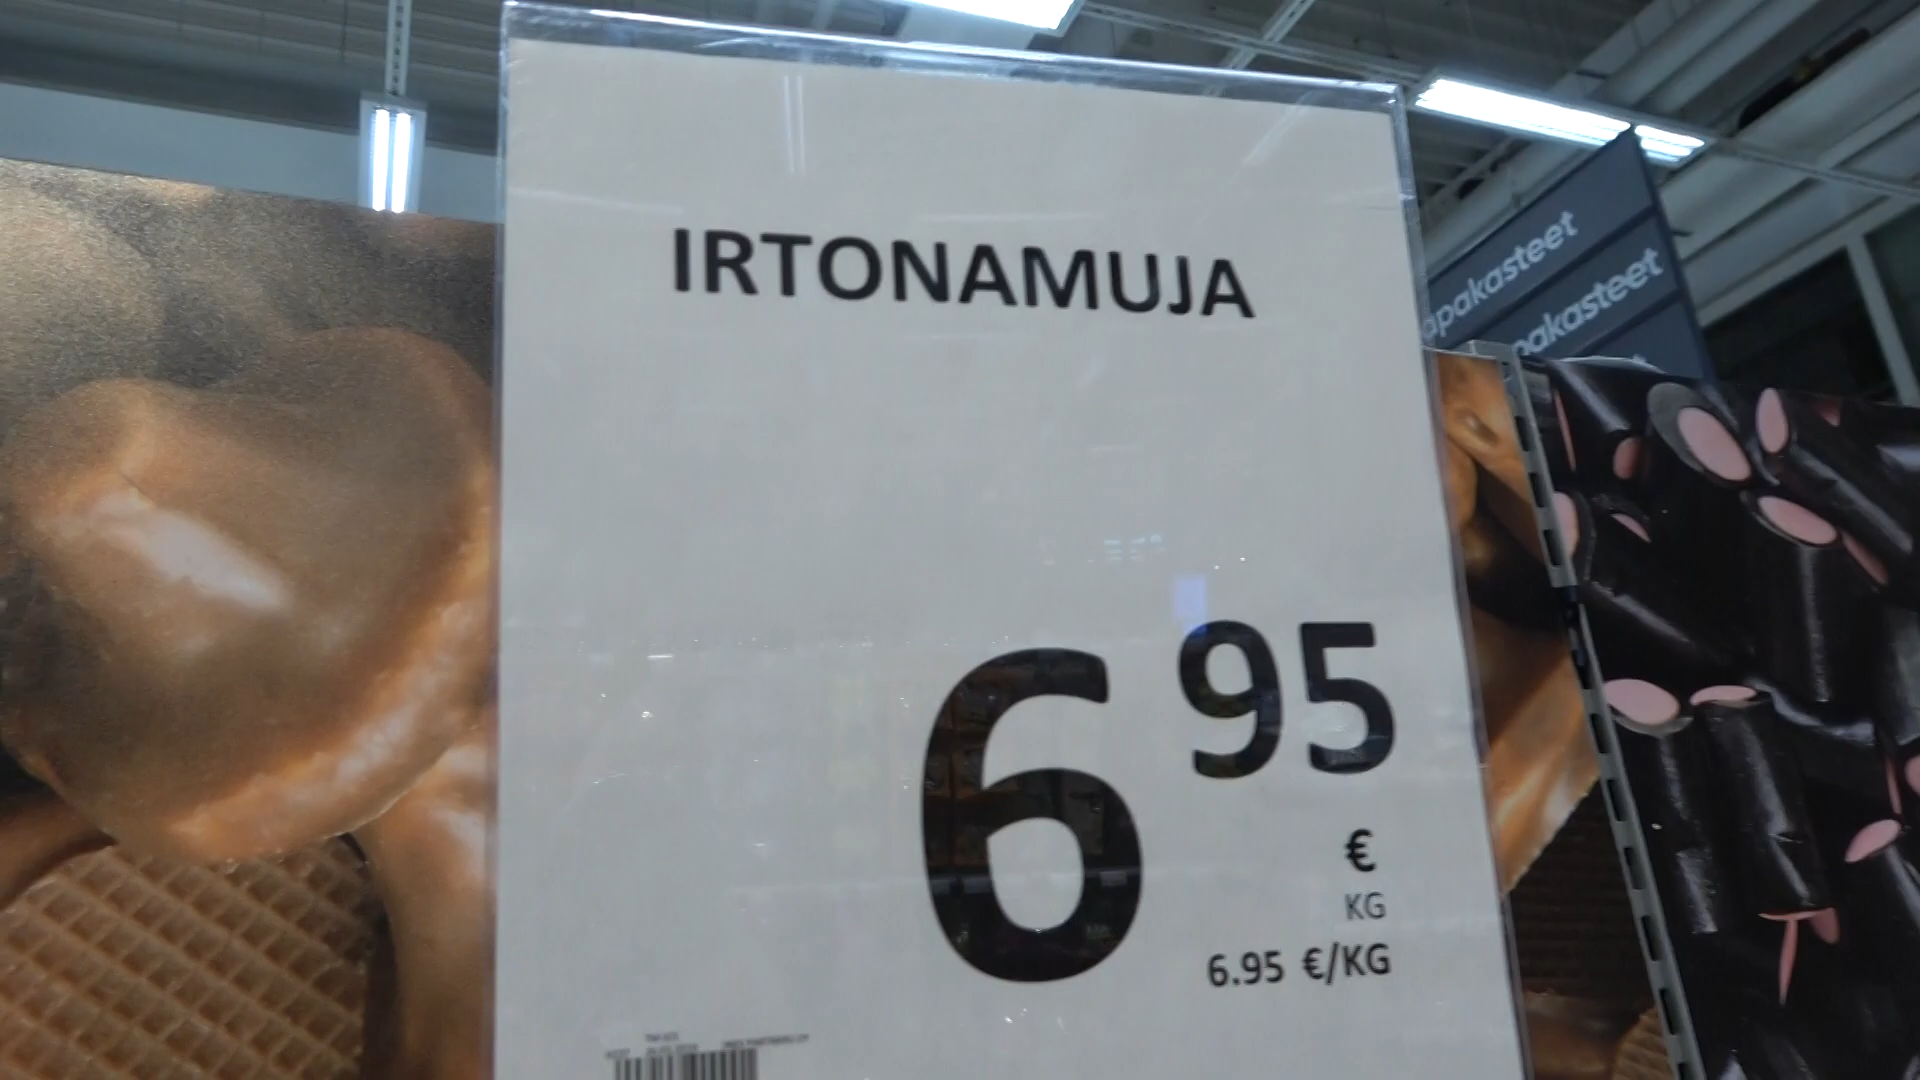 IRTONAMUJA
6 95
€
KG
6.95 €/KG
pakasteet
pakasteet